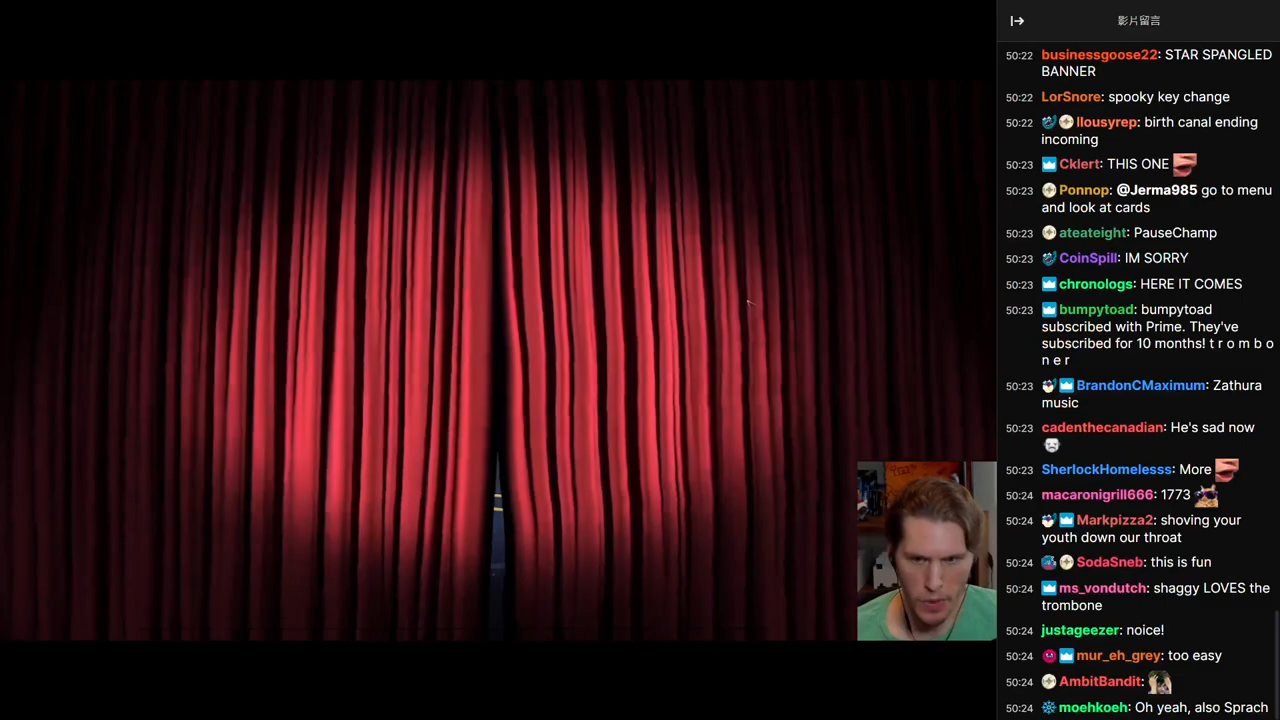 影片留言
50:22 businessgoose22: STAR SPANGLED
BANNER
50:22 LorSnore: spooky key change
50:22 llousyrep: birth canal ending
incoming
50:23 Cklert: THIS ONE
50:23 Ponnop: @Jerma985 go to menu
and look at cards
50:23 ateateight: PauseChamp
50:23 CoinSpill: IM SORRY
50:23 chronologs: HERE IT COMES
50:23 bumpytoad: bumpytoad
subscribed with Prime. They've
subscribed for 10 months! t r o m b o
n e r
50:23 BrandonCMaximum: Zathura
music
50:23 cadenthecanadian: He's sad now
50:23 SherlockHomelesss: More
50:24 macaronigrill666: 1773
50:24 Markpizza2: shoving your
youth down our throat
50:24 SodaSneb: this is fun
50:24 ms_vondutch: shaggy LOVES the
trombone
50:24 justageezer: noice!
50:24 mur_eh_grey: too easy
50:24 AmbitBandit:
50:24 moehkoeh: Oh yeah, also Sprach